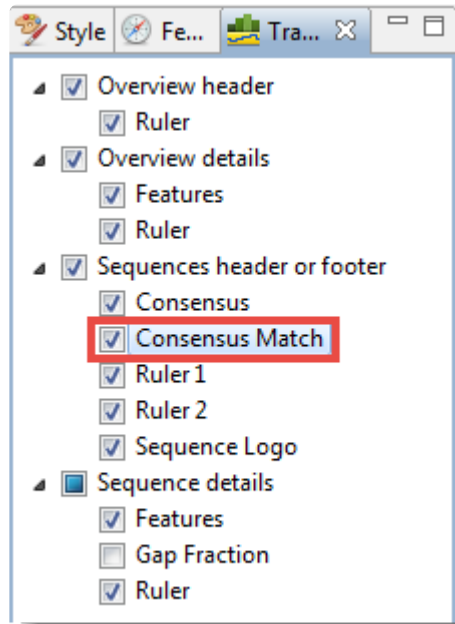 Style Fe... Tra...
Overview header
Ruler
Overview details
Features
Ruler
Sequences header or footer
Consensus
Consensus Match
Ruler 1
Ruler 2
Sequence Logo
Sequence details
Features
Gap Fraction
Ruler